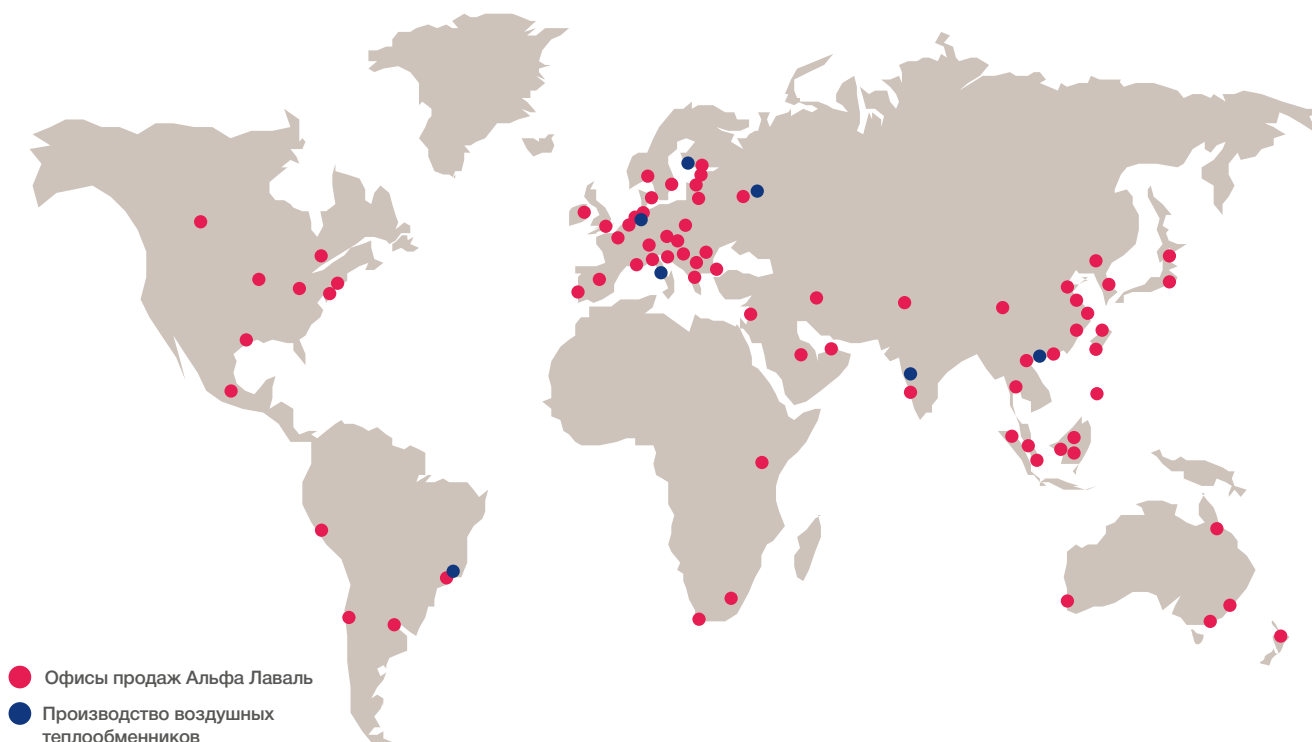 Офисы продаж Альфа Лаваль
Производство воздушных
теплообменников